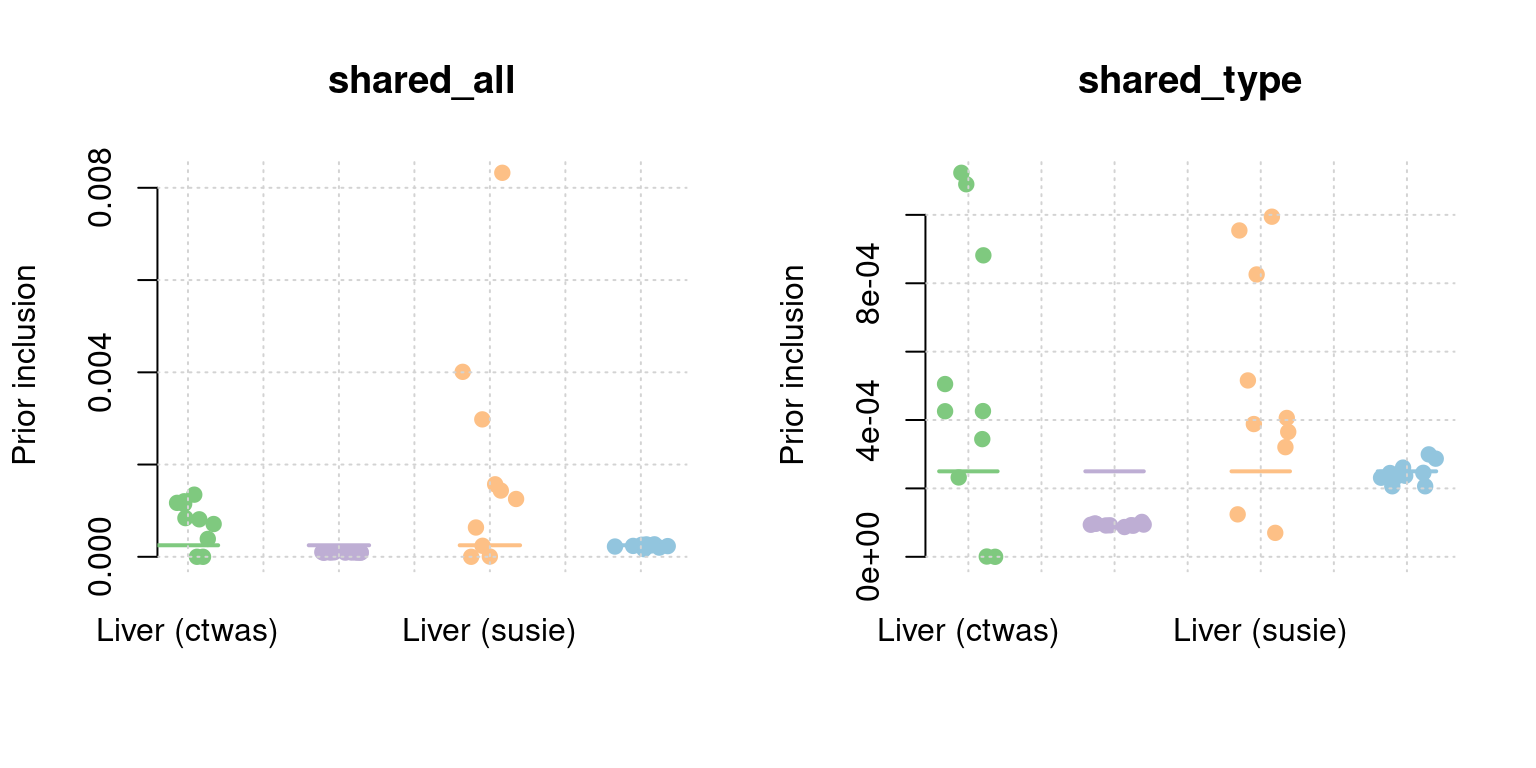 shared_all
Prior inclusion
0.008
0.004
0.000
Liver (ctwas)
Liver (susie)
shared_type
Prior inclusion
8e-04
4e-04
0e+00
Liver (ctwas)
Liver (susie)